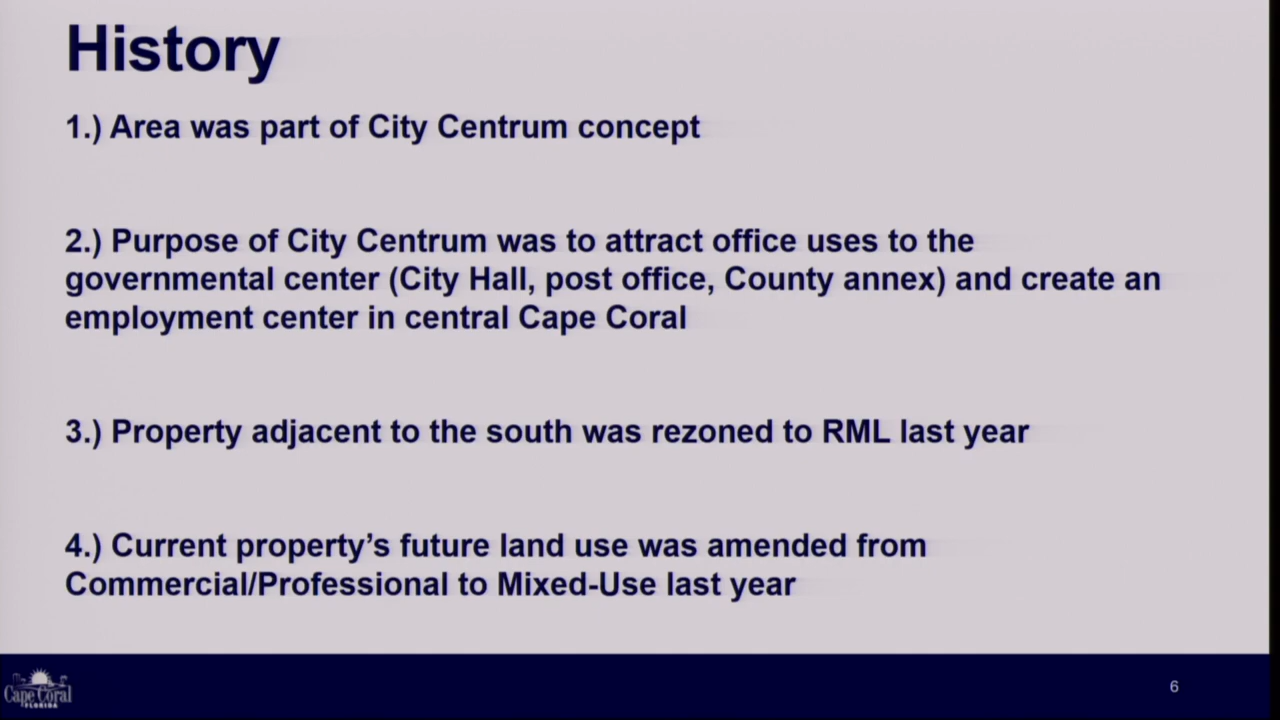 History
1.) Area was part of City Centrum concept
2.) Purpose of City Centrum was to attract office uses to the
governmental center (City Hall, post office, County annex) and create an
employment center in central Cape Coral
3.) Property adjacent to the south was rezoned to RML last year
4.) Current property’s future land use was amended from
Commercial/Professional to Mixed-Use last year
Cape Coral
FLORIDA
6